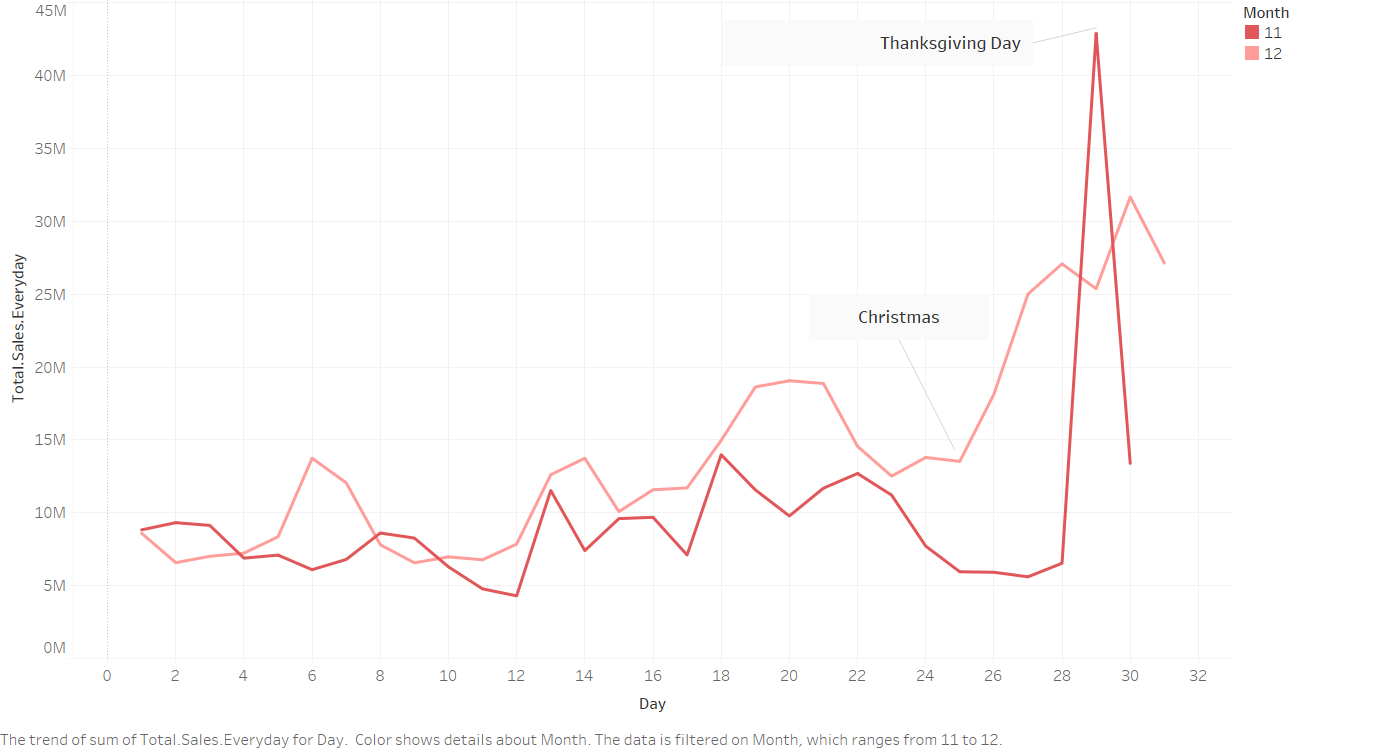 45M
40M
35M
30M
25M
20M
15M
10M
5M
0M
Total.Sales.Everyday
Thanksgiving Day
Christmas
Month
11
12
0 2 4 6 8 10 12 14 16 18 20 22 24 26 28 30 32
Day
The trend of sum of Total.Sales.Everyday for Day.  Color shows details about Month. The data is filtered on Month, which ranges from 11 to 12.